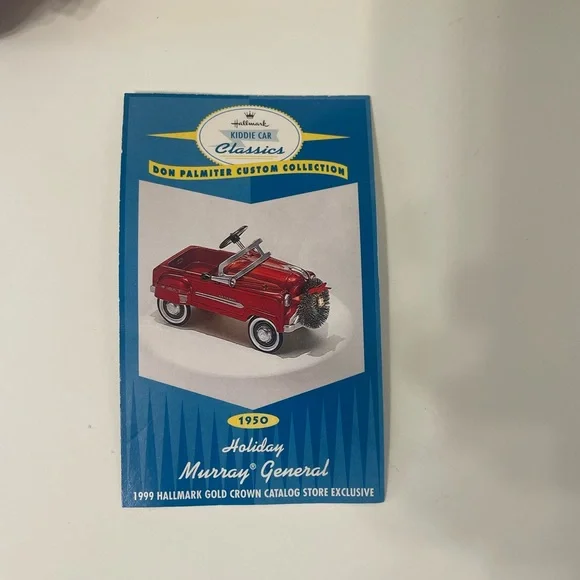 Hallmark
KIDDIE CAR
Classics
DON PALMITER CUSTOM COLLECTION
1950
Holiday
Murray® General
1999 HALLMARK GOLD CROWN CATALOG STORE EXCLUSIVE